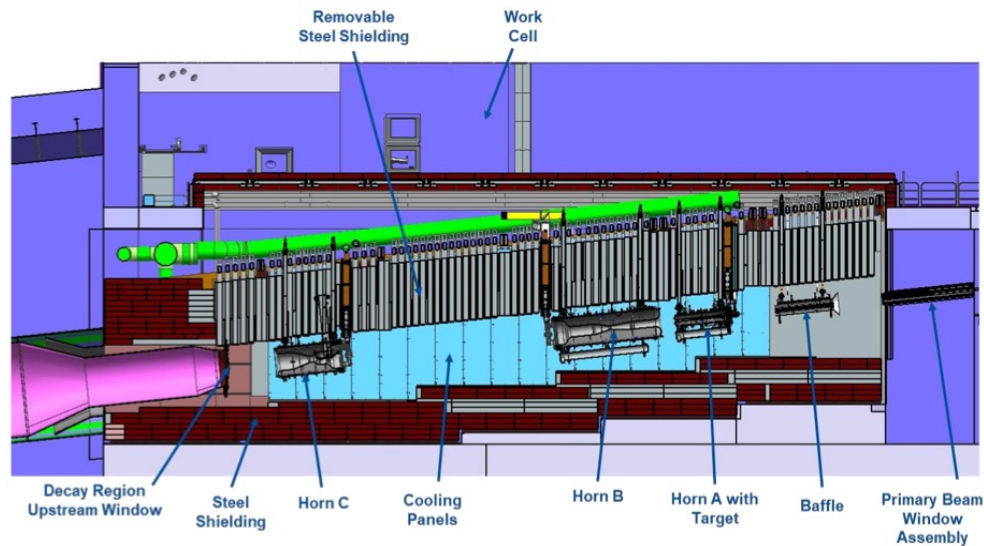 Removable
Steel Shielding
Work
Cell
Decay Region
Upstream Window
Steel
Shielding
Horn C
Cooling
Panels
Horn B
Horn A with
Target
Baffle
Primary Beam
Window
Assembly